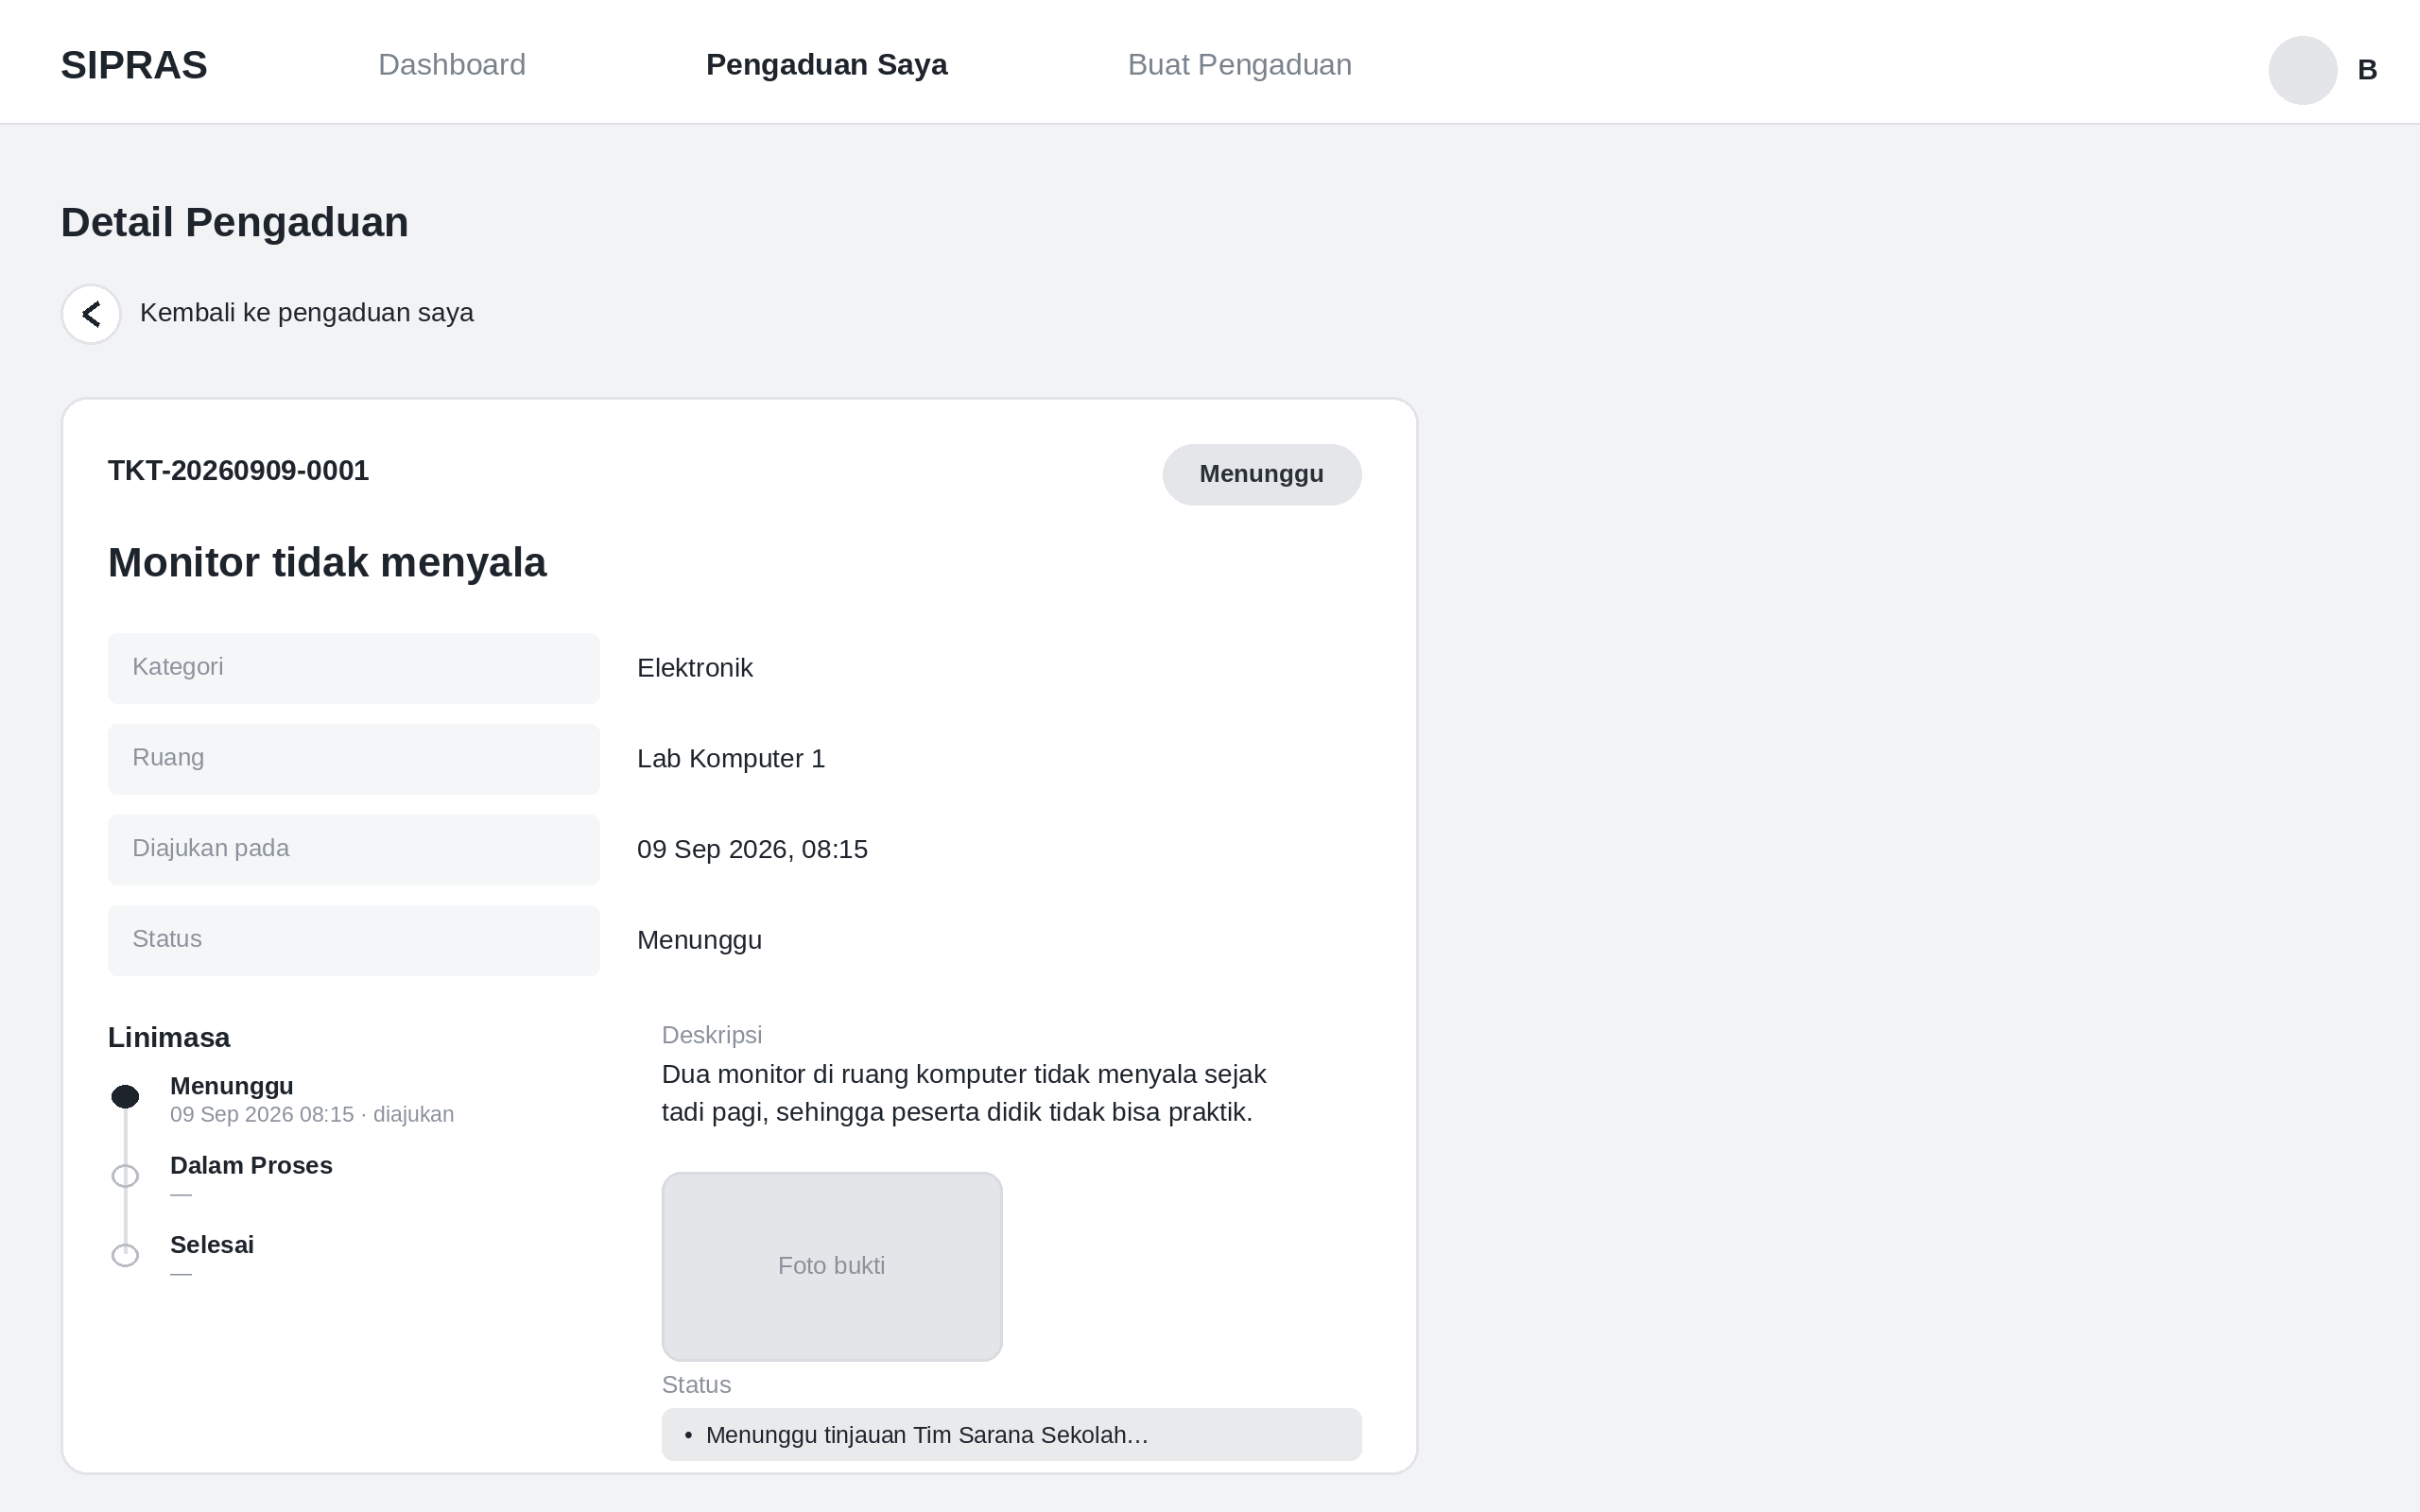 SIPRAS
Dashboard
Pengaduan Saya
Buat Pengaduan
B
Detail Pengaduan
Kembali ke pengaduan saya
TKT-20260909-0001
Menunggu
Monitor tidak menyala
Kategori
Elektronik
Ruang
Lab Komputer 1
Diajukan pada
09 Sep 2026, 08:15
Status
Menunggu
Linimasa
Menunggu
09 Sep 2026 08:15 · diajukan
Dalam Proses
—
Selesai
—
Deskripsi
Dua monitor di ruang komputer tidak menyala sejak
tadi pagi, sehingga peserta didik tidak bisa praktik.
Foto bukti
Status
• Menunggu tinjauan Tim Sarana Sekolah…